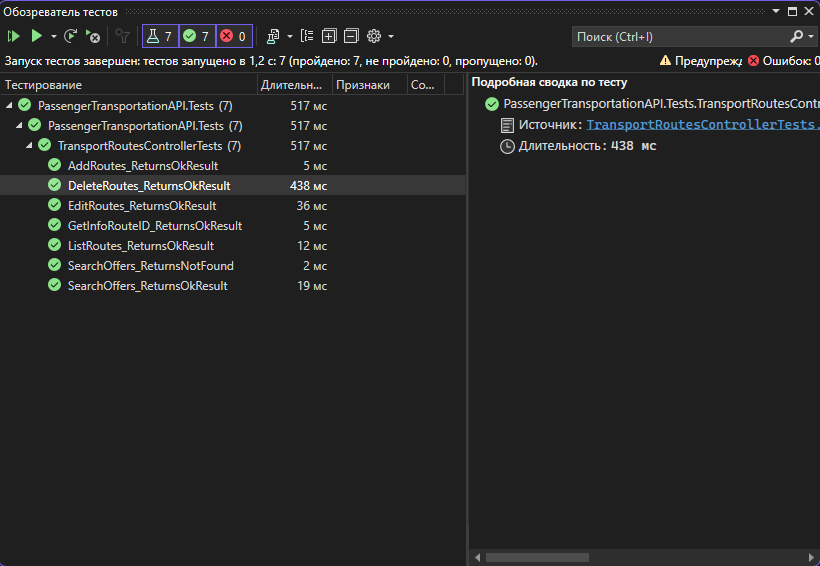 Обозреватель тестов
7 7 0
Поиск (Ctrl+I)
Запуск тестов завершен: тестов запущено в 1,2 с: 7 (пройдено: 7, не пройдено: 0, пропущено: 0).
Предупреж, Ошибок: 0
Тестирование Длительн... Признаки Со...
PassengerTransportationAPI.Tests (7) 517 мс
PassengerTransportationAPI.Tests (7) 517 мс
TransportRoutesControllerTests (7) 517 мс
AddRoutes_ReturnsOkResult 5 мс
DeleteRoutes_ReturnsOkResult 438 мс
EditRoutes_ReturnsOkResult 36 мс
GetInfoRouteID_ReturnsOkResult 5 мс
ListRoutes_ReturnsOkResult 12 мс
SearchOffers_ReturnsNotFound 2 мс
SearchOffers_ReturnsOkResult 19 мс
Подробная сводка по тесту
PassengerTransportationAPI.Tests.TransportRoutesContr
Источник: TransportRoutesControllerTests.
Длительность: 438 мс